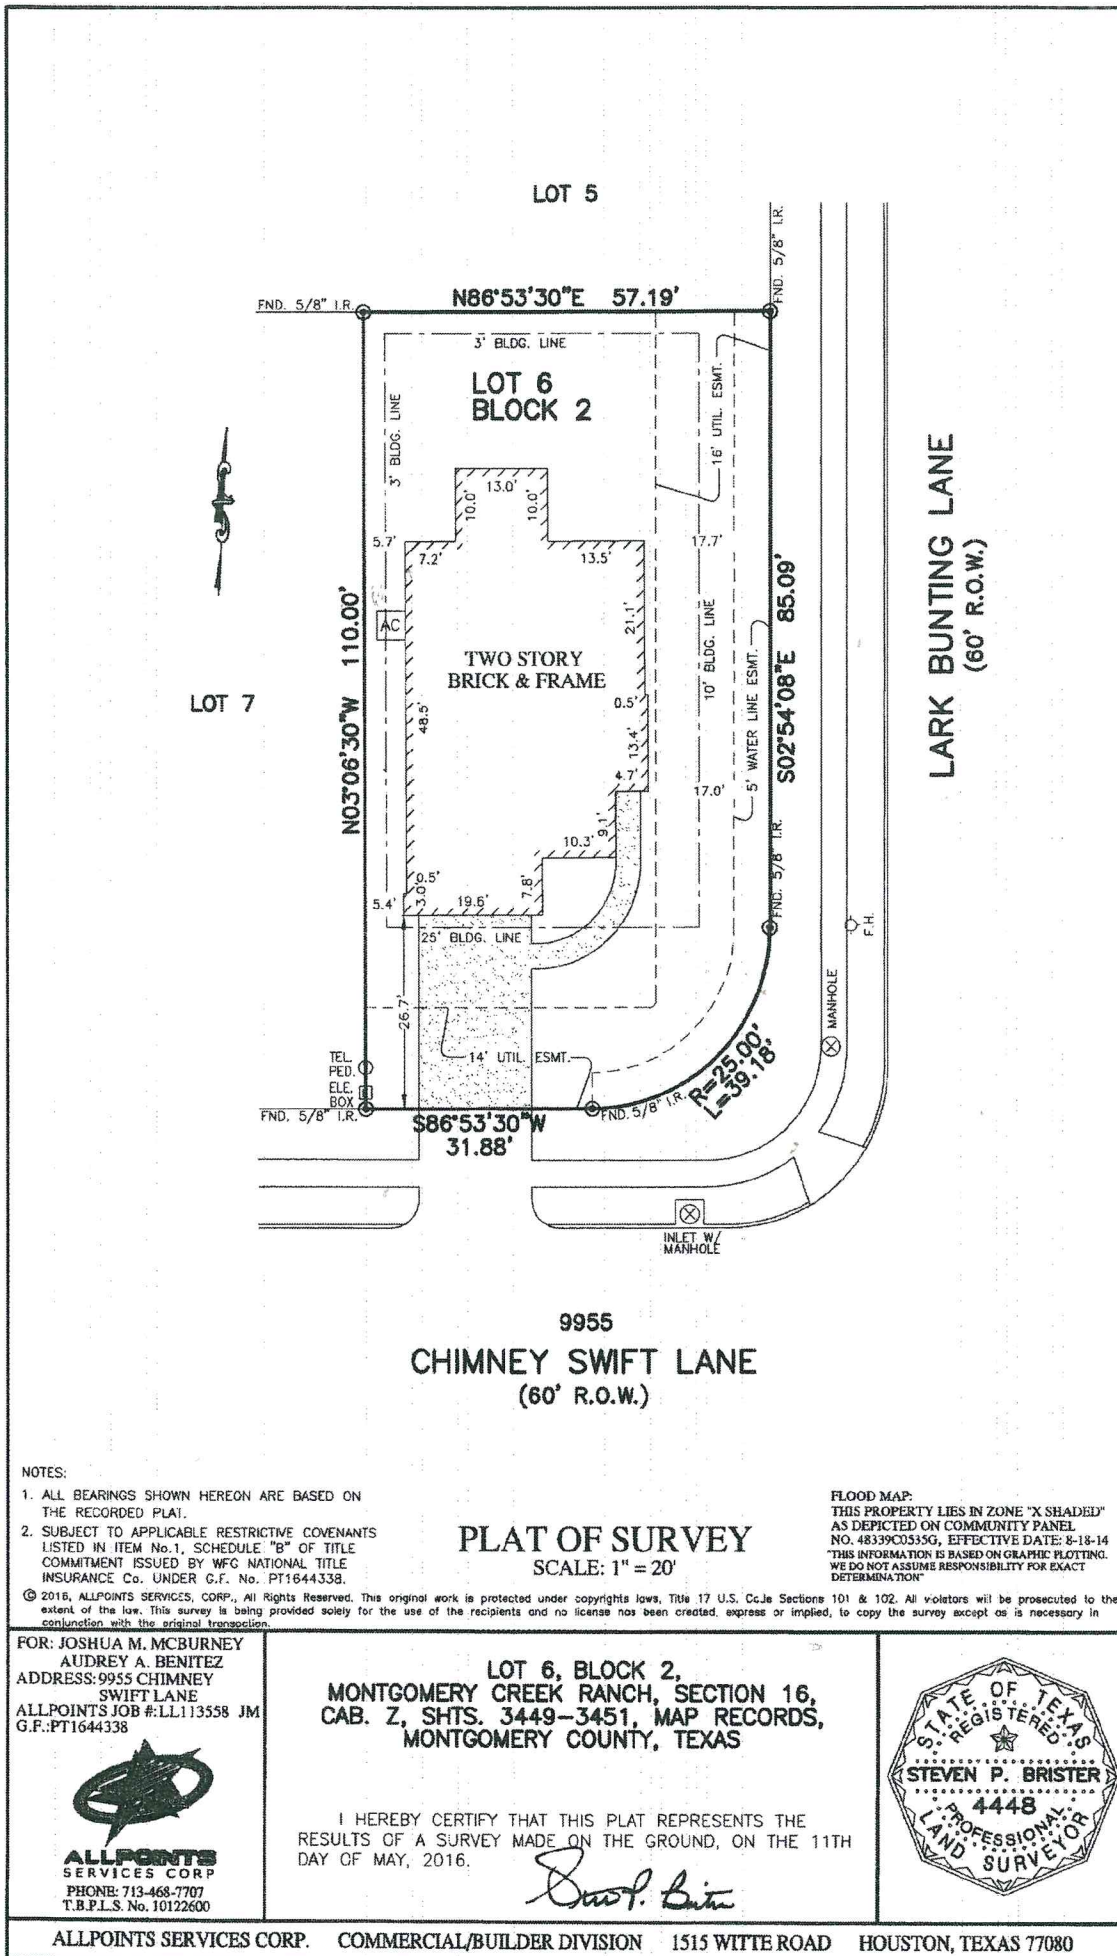 LOT 5
FND. 5/8" I.R.
N86°53'30"E 57.19'
FND. 5/8" I.R.
3' BLDG. LINE
LOT 6
BLOCK 2
3' BLDG. LINE
16' UTIL. ESMT.
13.0'
10.0'
10.0'
5.7'
7.2'
13.5'
17.7'
N03°06'30"W 110.00'
AC
21.1'
10' BLDG. LINE
S02°54'08"E 85.09'
LARK BUNTING LANE
(60' R.O.W.)
TWO STORY
BRICK & FRAME
LOT 7
48.5'
0.5'
13.4'
5' WATER LINE ESMT.
4.7'
17.0'
9.1'
10.3'
FND. 5/8" I.R.
0.5'
3.0'
7.8'
5.4'
19.6'
25' BLDG. LINE
F.H.
26.7'
MANHOLE
14' UTIL. ESMT.
R=25.00'
L=39.18'
TEL.
PED.
ELE.
BOX
FND. 5/8" I.R.
FND. 5/8" I.R.
S86°53'30"W
31.88'
INLET W/
MANHOLE
9955
CHIMNEY SWIFT LANE
(60' R.O.W.)
NOTES:
1. ALL BEARINGS SHOWN HEREON ARE BASED ON
THE RECORDED PLAT.
2. SUBJECT TO APPLICABLE RESTRICTIVE COVENANTS
LISTED IN ITEM No.1, SCHEDULE "B" OF TITLE
COMMITMENT ISSUED BY WFG NATIONAL TITLE
INSURANCE Co. UNDER G.F. No. PT1644338.
PLAT OF SURVEY
SCALE: 1" = 20'
FLOOD MAP:
THIS PROPERTY LIES IN ZONE "X SHADED"
AS DEPICTED ON COMMUNITY PANEL
NO. 48339C0535G, EFFECTIVE DATE: 8-18-14
"THIS INFORMATION IS BASED ON GRAPHIC PLOTTING.
WE DO NOT ASSUME RESPONSIBILITY FOR EXACT
DETERMINATION"
© 2016, ALLPOINTS SERVICES, CORP., All Rights Reserved. This original work is protected under copyrights laws, Title 17 U.S. Code Sections 101 & 102. All violators will be prosecuted to the
extent of the law. This survey is being provided solely for the use of the recipients and no license has been created, express or implied, to copy the survey except as is necessary in
conjunction with the original transaction.
FOR: JOSHUA M. MCBURNEY
AUDREY A. BENITEZ
ADDRESS: 9955 CHIMNEY
SWIFT LANE
ALLPOINTS JOB #: LL113558 JM
G.F.: PT1644338
ALLPOINTS
SERVICES CORP
PHONE: 713-468-7707
T.B.P.L.S. No. 10122600
LOT 6, BLOCK 2,
MONTGOMERY CREEK RANCH, SECTION 16,
CAB. Z, SHTS. 3449-3451, MAP RECORDS,
MONTGOMERY COUNTY, TEXAS
I HEREBY CERTIFY THAT THIS PLAT REPRESENTS THE
RESULTS OF A SURVEY MADE ON THE GROUND, ON THE 11TH
DAY OF MAY, 2016.
Steven P. Brister
STATE OF TEXAS
REGISTERED
STEVEN P. BRISTER
4448
PROFESSIONAL
LAND SURVEYOR
ALLPOINTS SERVICES CORP. COMMERCIAL/BUILDER DIVISION 1515 WITTE ROAD HOUSTON, TEXAS 77080